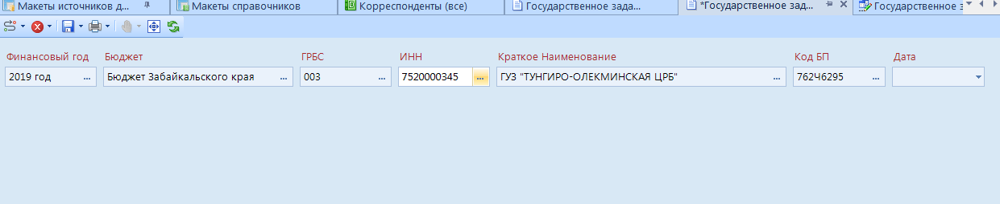 Макеты источников д... Макеты справочников Корреспонденты (все) Государственное зада... *Государственное зад... Государственное з
Финансовый год Бюджет ГРБС ИНН Краткое Наименование Код БП Дата
2019 год ... Бюджет Забайкальского края ... 003 ... 7520000345 ... ГУЗ "ТУНГИРО-ОЛЕКМИНСКАЯ ЦРБ" ... 762Ч6295 ...